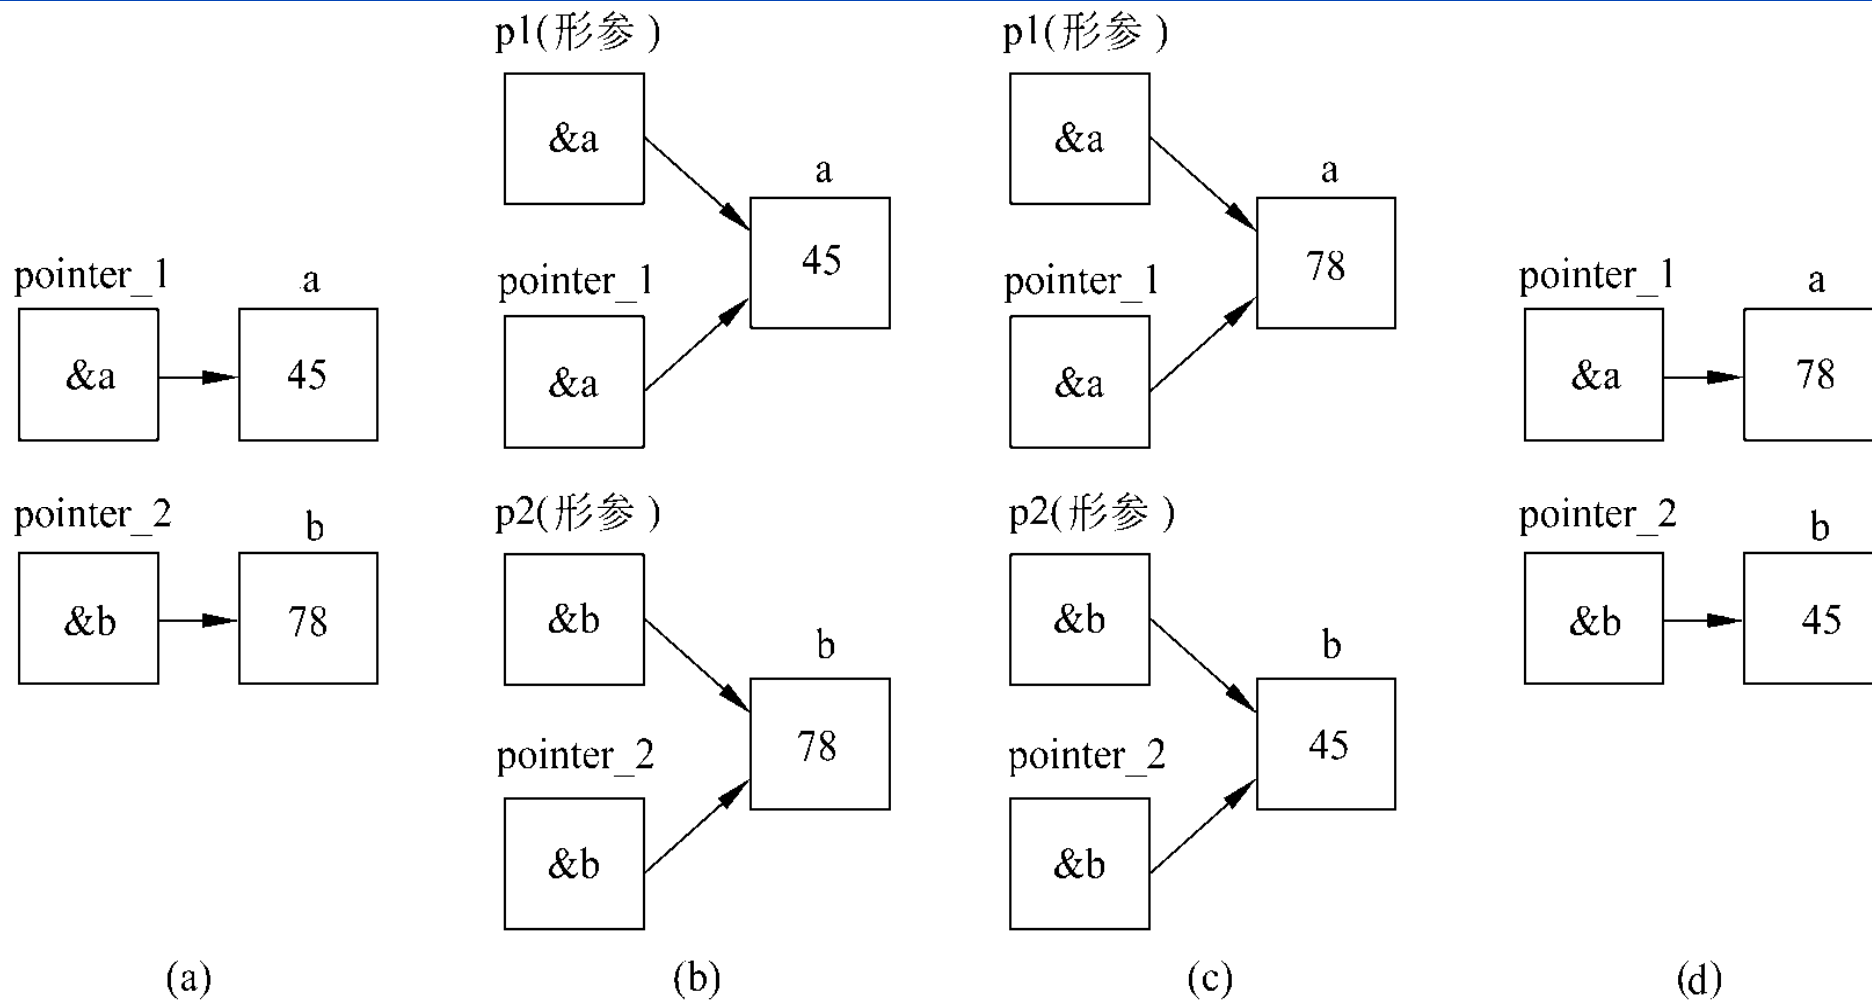 pointer_1
a
&a
45
pointer_2
b
&b
78
(a)
p1(形参)
&a
a
45
pointer_1
&a
p2(形参)
&b
b
78
pointer_2
&b
(b)
p1(形参)
&a
a
78
pointer_1
&a
p2(形参)
&b
b
45
pointer_2
&b
(c)
pointer_1
a
&a
78
pointer_2
b
&b
45
(d)